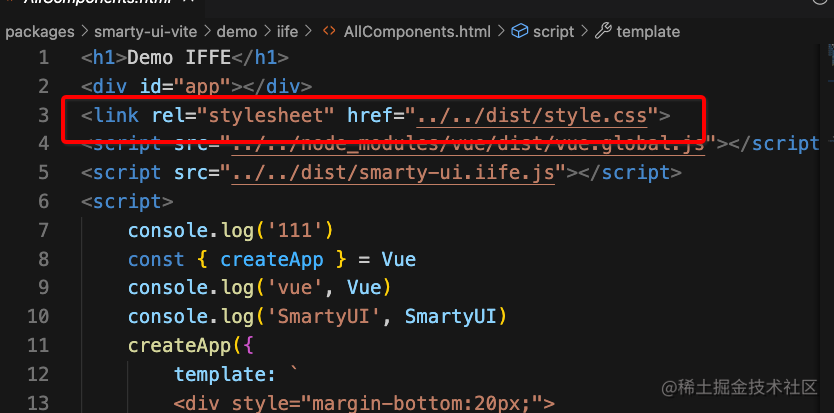 AllComponents.html
packages > smarty-ui-vite > demo > iife > <> AllComponents.html > script > template
1 <h1>Demo IFFE</h1>
2 <div id="app"></div>
3 <link rel="stylesheet" href="../../dist/style.css">
4 <script src="../../node_modules/vue/dist/vue.global.js"></script
5 <script src="../../dist/smarty-ui.iife.js"></script>
6 <script>
7 console.log('111')
8 const { createApp } = Vue
9 console.log('vue', Vue)
10 console.log('SmartyUI', SmartyUI)
11 createApp({
12 template: `
13 <div style="margin-bottom:20px;">
@稀土掘金技术社区